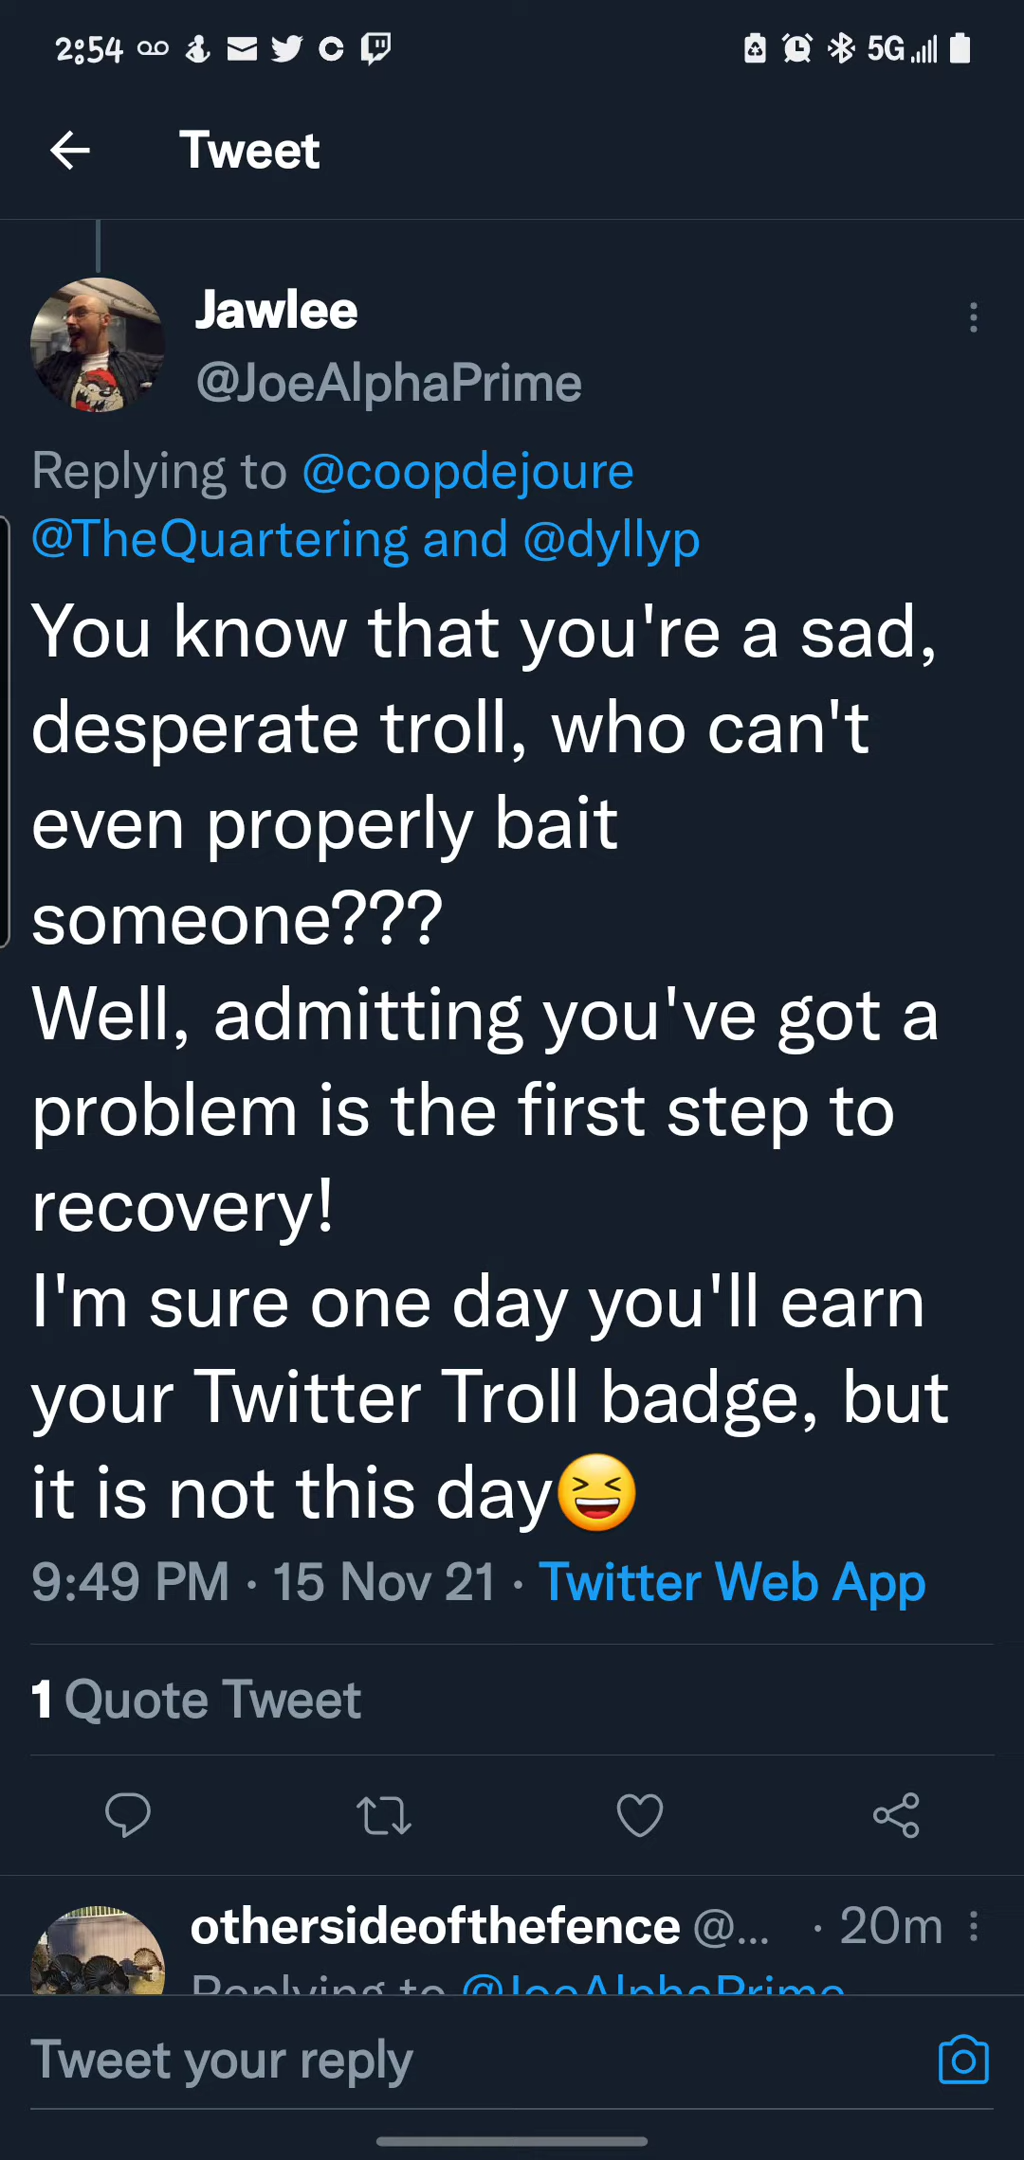 2:54
5G
Tweet
Jawlee
@JoeAlphaPrime
Replying to @coopdejoure
@TheQuartering and @dyllyp
You know that you're a sad,
desperate troll, who can't
even properly bait
someone???
Well, admitting you've got a
problem is the first step to
recovery!
I'm sure one day you'll earn
your Twitter Troll badge, but
it is not this day😆
9:49 PM · 15 Nov 21 · Twitter Web App
1 Quote Tweet
othersideofthefence @... · 20m
Replying to @JoeAlphaPrime
Tweet your reply